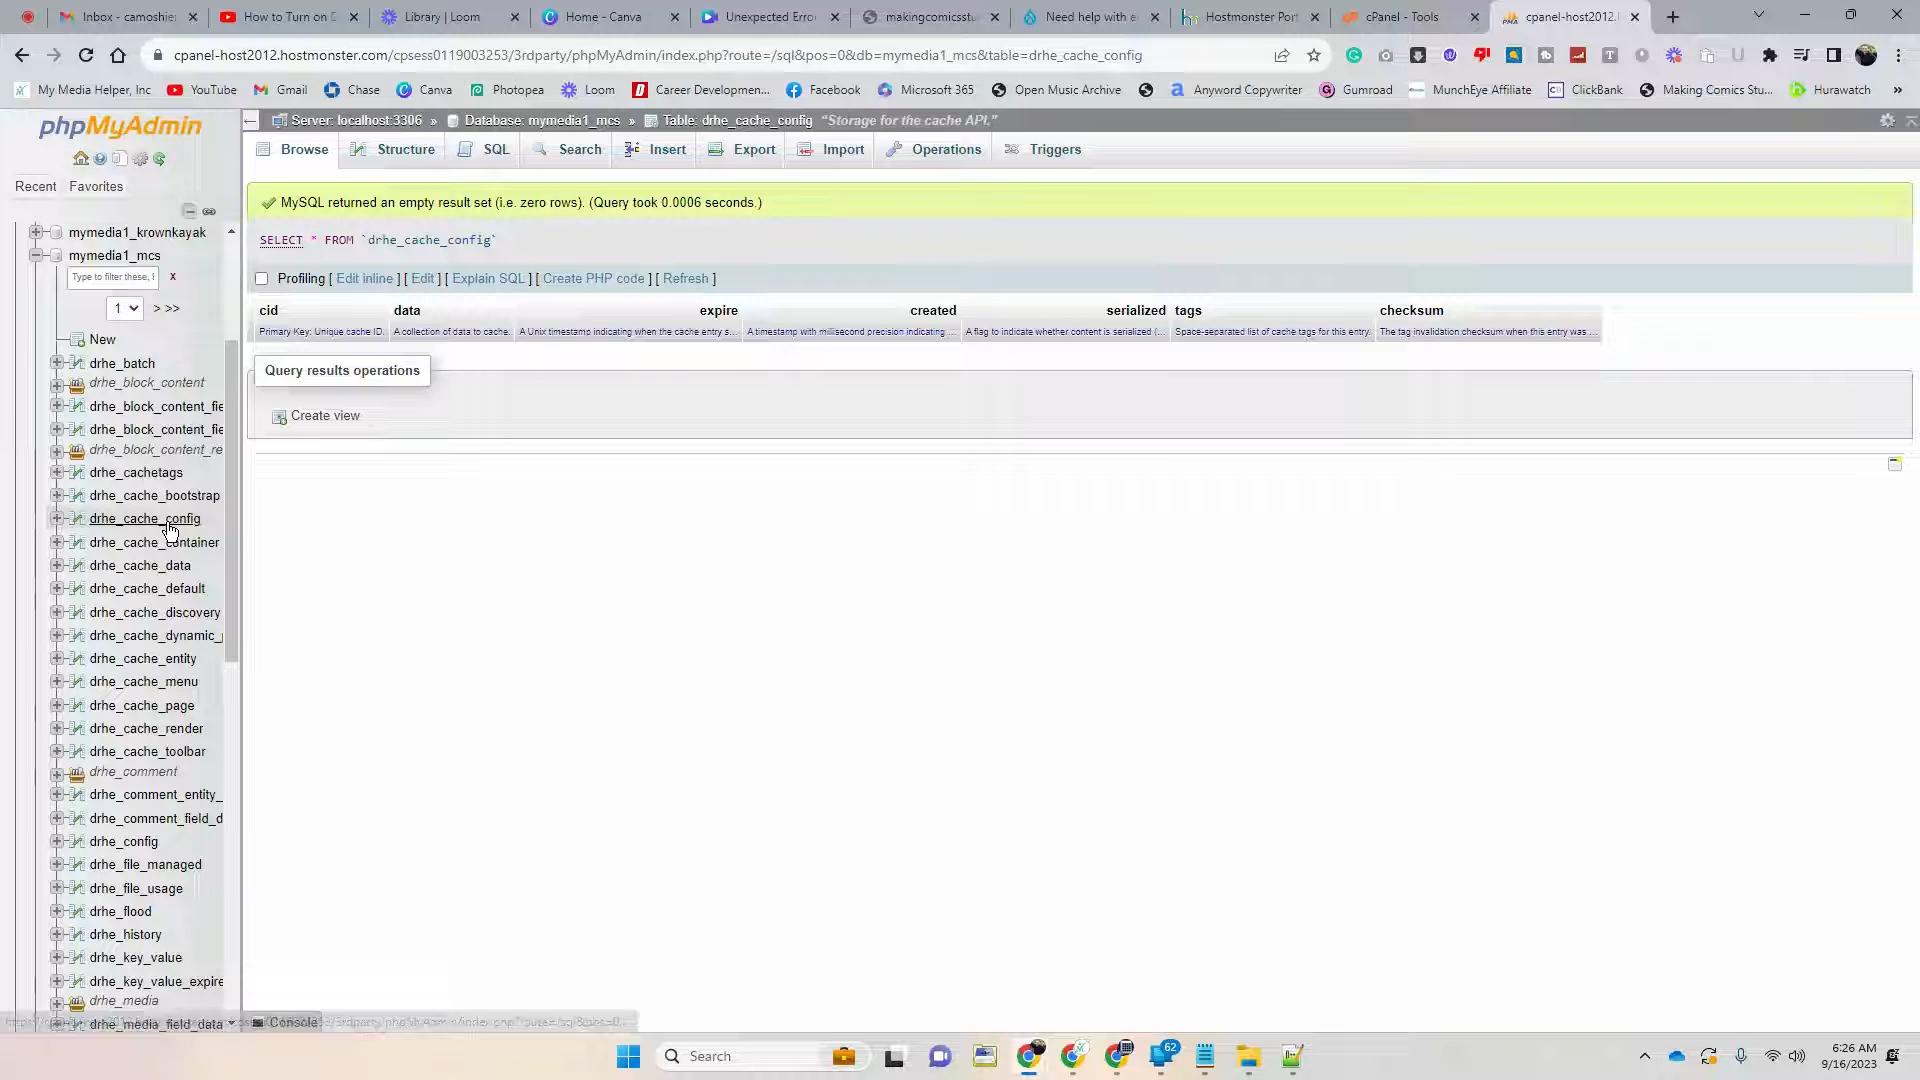 Inbox - camoshie
How to Turn on D
Library | Loom
Home - Canva
Unexpected Erro
makingcomicsstu
Need help with e
Hostmonster Port
cPanel - Tools
cpanel-host2012.
cpanel-host2012.hostmonster.com/cpsess0119003253/3rdparty/phpMyAdmin/index.php?route=/sql&pos=0&db=mymedia1_mcs&table=drhe_cache_config
My Media Helper, Inc
YouTube
Gmail
Chase
Canva
Photopea
Loom
Career Developmen...
Facebook
Microsoft 365
Open Music Archive
Anyword Copywriter
Gumroad
MunchEye Affiliate
ClickBank
Making Comics Stu...
Hurawatch
»
phpMyAdmin
Server: localhost:3306 » Database: mymedia1_mcs » Table: drhe_cache_config "Storage for the cache API."
Browse
Structure
SQL
Search
Insert
Export
Import
Operations
Triggers
Recent
Favorites
MySQL returned an empty result set (i.e. zero rows). (Query took 0.0006 seconds.)
SELECT * FROM `drhe_cache_config`
Profiling [ Edit inline ] [ Edit ] [ Explain SQL ] [ Create PHP code ] [ Refresh ]
cid
data
expire
created
serialized
tags
checksum
Primary Key: Unique cache ID.
A collection of data to cache.
A Unix timestamp indicating when the cache entry s...
A timestamp with millisecond precision indicating ...
A flag to indicate whether content is serialized (...
Space-separated list of cache tags for this entry.
The tag invalidation checksum when this entry was ...
Query results operations
Create view
mymedia1_krownkayak
mymedia1_mcs
Type to filter these,
x
1
> >>
New
drhe_batch
drhe_block_content
drhe_block_content_fie
drhe_block_content_fie
drhe_block_content_re
drhe_cachetags
drhe_cache_bootstrap
drhe_cache_config
drhe_cache_container
drhe_cache_data
drhe_cache_default
drhe_cache_discovery
drhe_cache_dynamic_
drhe_cache_entity
drhe_cache_menu
drhe_cache_page
drhe_cache_render
drhe_cache_toolbar
drhe_comment
drhe_comment_entity_
drhe_comment_field_d
drhe_config
drhe_file_managed
drhe_file_usage
drhe_flood
drhe_history
drhe_key_value
drhe_key_value_expire
drhe_media
drhe_media_field_data
Console
Search
62
6:26 AM
9/16/2023